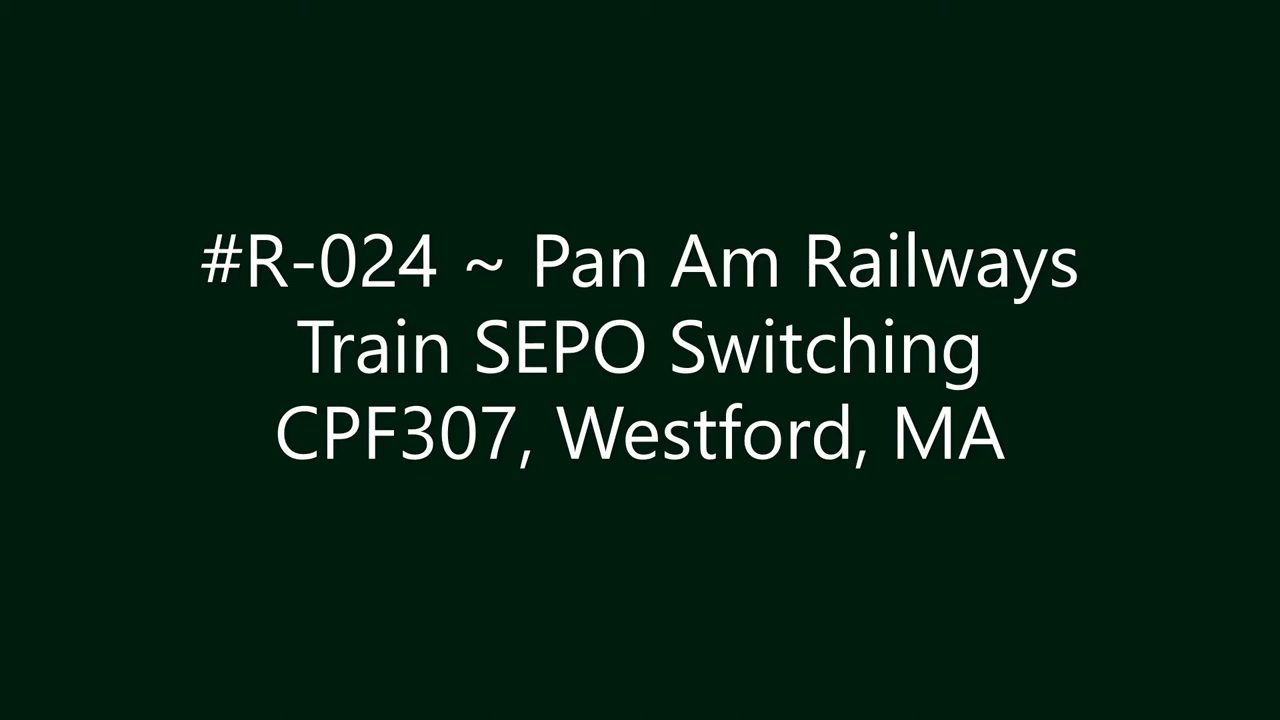 #R-024 ~ Pan Am Railways
Train SEPO Switching
CPF307, Westford, MA